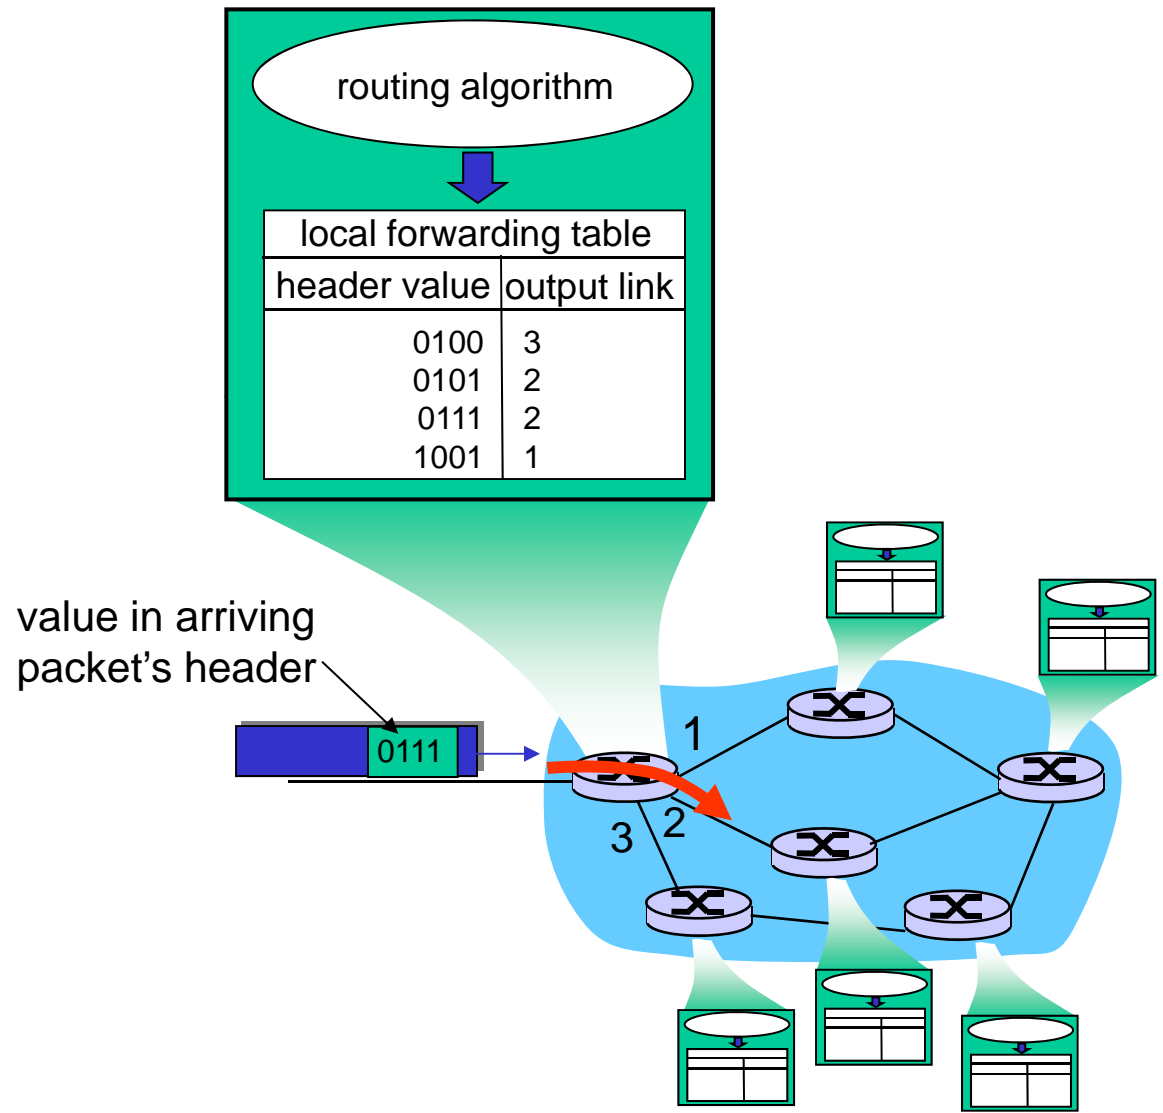 routing algorithm
local forwarding table
header value output link
0100 3
0101 2
0111 2
1001 1
value in arriving
packet's header
0111
1
2
3